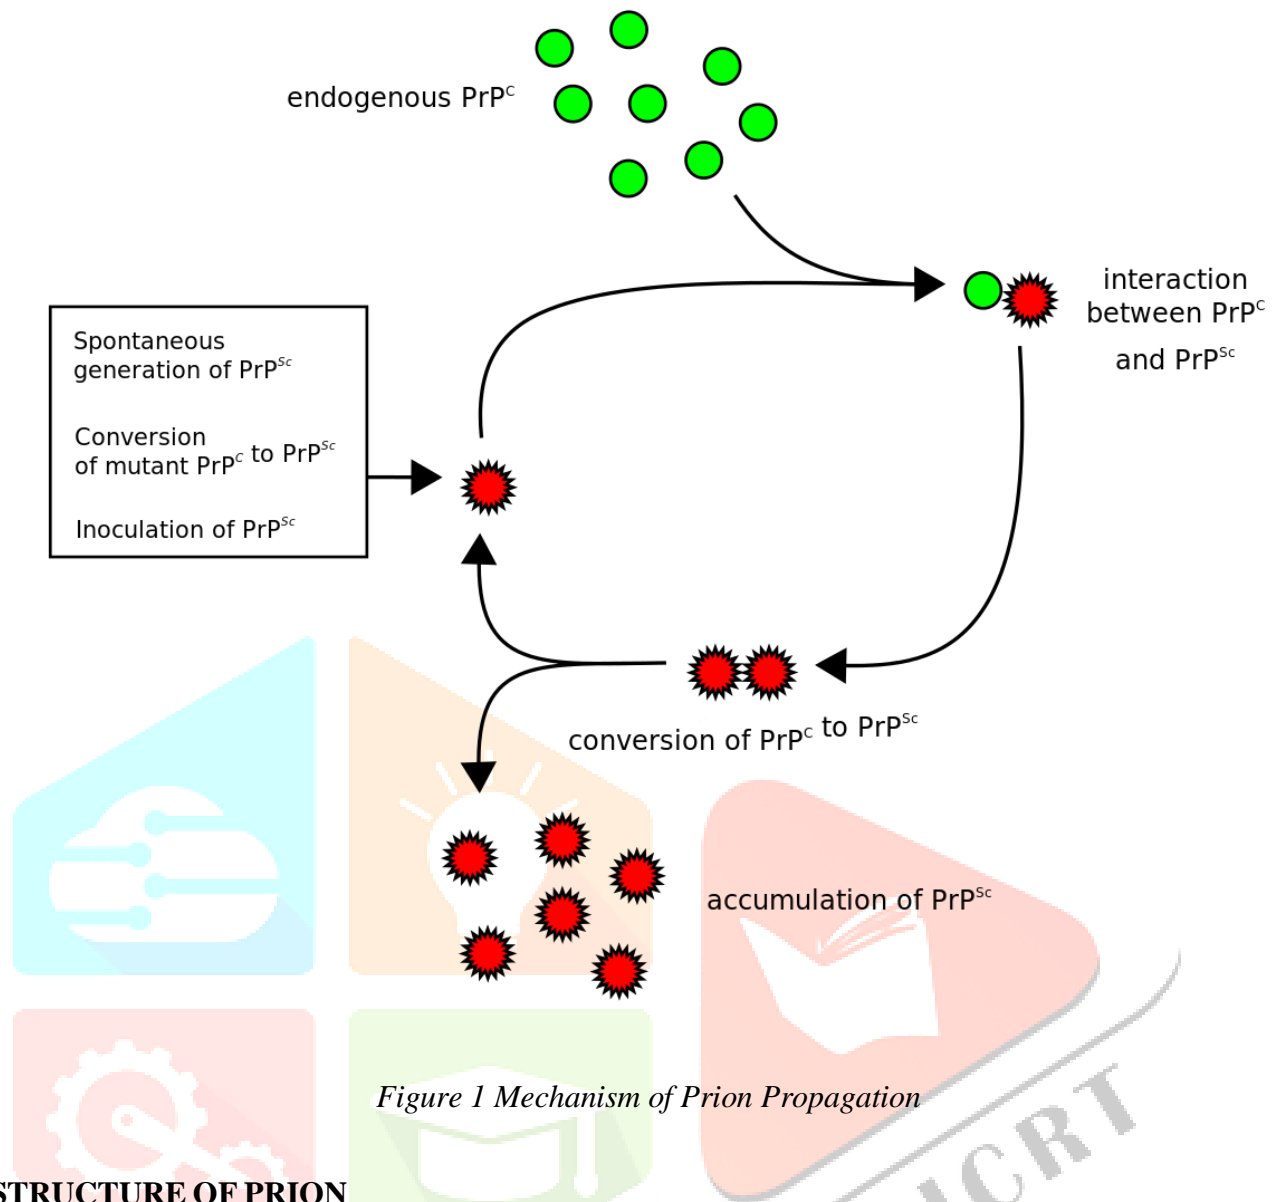 endogenous PrPᶜ
interaction
between PrPᶜ
and PrPˢᶜ
Spontaneous
generation of PrPˢᶜ
Conversion
of mutant PrPᶜ to PrPˢᶜ
Inoculation of PrPˢᶜ
conversion of PrPᶜ to PrPˢᶜ
accumulation of PrPˢᶜ
Figure 1 Mechanism of Prion Propagation
STRUCTURE OF PRION